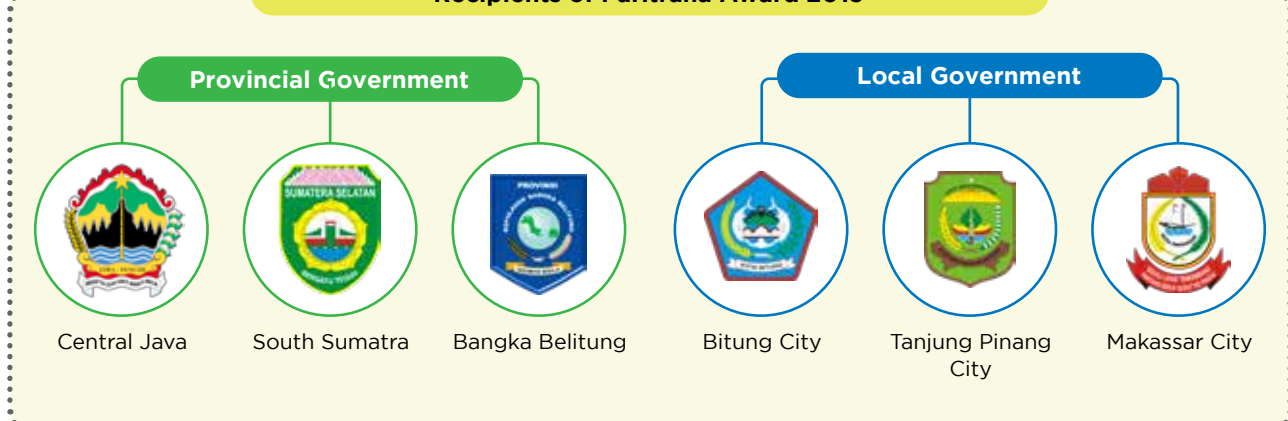 Provincial Government
Local Government
SUMATERA SELATAN
PROVINSI
Central Java
South Sumatra
Bangka Belitung
Bitung City
Tanjung Pinang
City
Makassar City